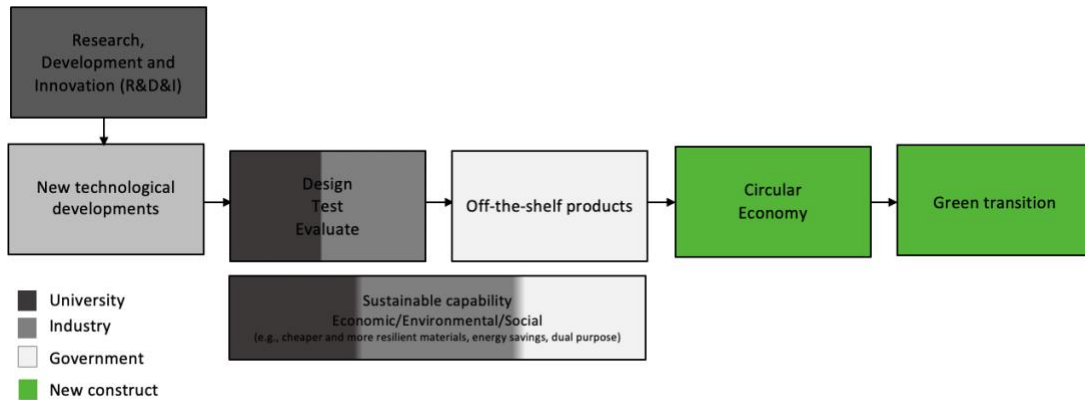 Research,
Development and
Innovation (R&D&I)
New technological
developments
Design
Test
Evaluate
Off-the-shelf products
Circular
Economy
Green transition
Sustainable capability
Economic/Environmental/Social
(e.g., cheaper and more resilient materials, energy savings, dual purpose)
University
Industry
Government
New construct